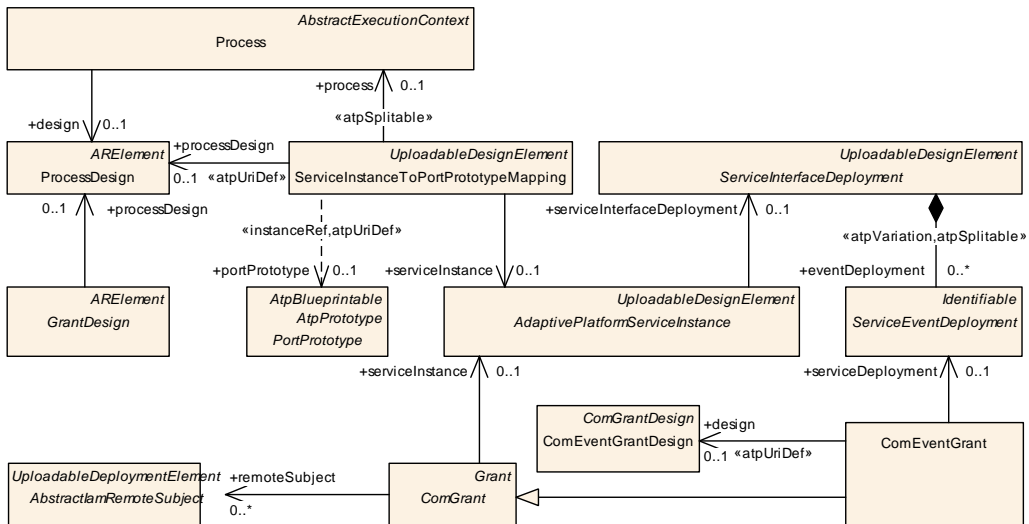 AbstractExecutionContext
Process
+process
0..1
«atpSplitable»
+design
0..1
ARElement
ProcessDesign
+processDesign
0..1
«atpUriDef»
UploadableDesignElement
ServiceInstanceToPortPrototypeMapping
UploadableDesignElement
ServiceInterfaceDeployment
0..1
+processDesign
«instanceRef,atpUriDef»
+serviceInterfaceDeployment
0..1
«atpVariation,atpSplitable»
+portPrototype
0..1
+serviceInstance
0..1
+eventDeployment
0..*
ARElement
GrantDesign
AtpBlueprintable
AtpPrototype
PortPrototype
UploadableDesignElement
AdaptivePlatformServiceInstance
Identifiable
ServiceEventDeployment
+serviceInstance
0..1
+serviceDeployment
0..1
ComGrantDesign
ComEventGrantDesign
+design
0..1
«atpUriDef»
ComEventGrant
UploadableDeploymentElement
AbstractIamRemoteSubject
+remoteSubject
0..*
Grant
ComGrant